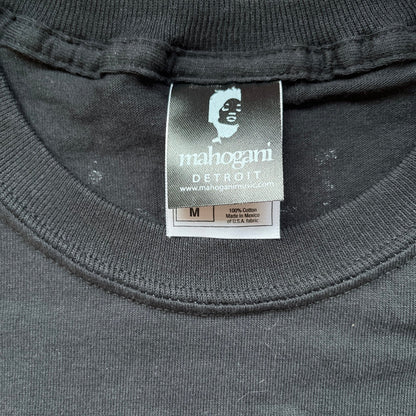 mahogani
DETROIT
www.mahoganimusic.com
M
100% Cotton
Made in Mexico
of U.S.A. fabric